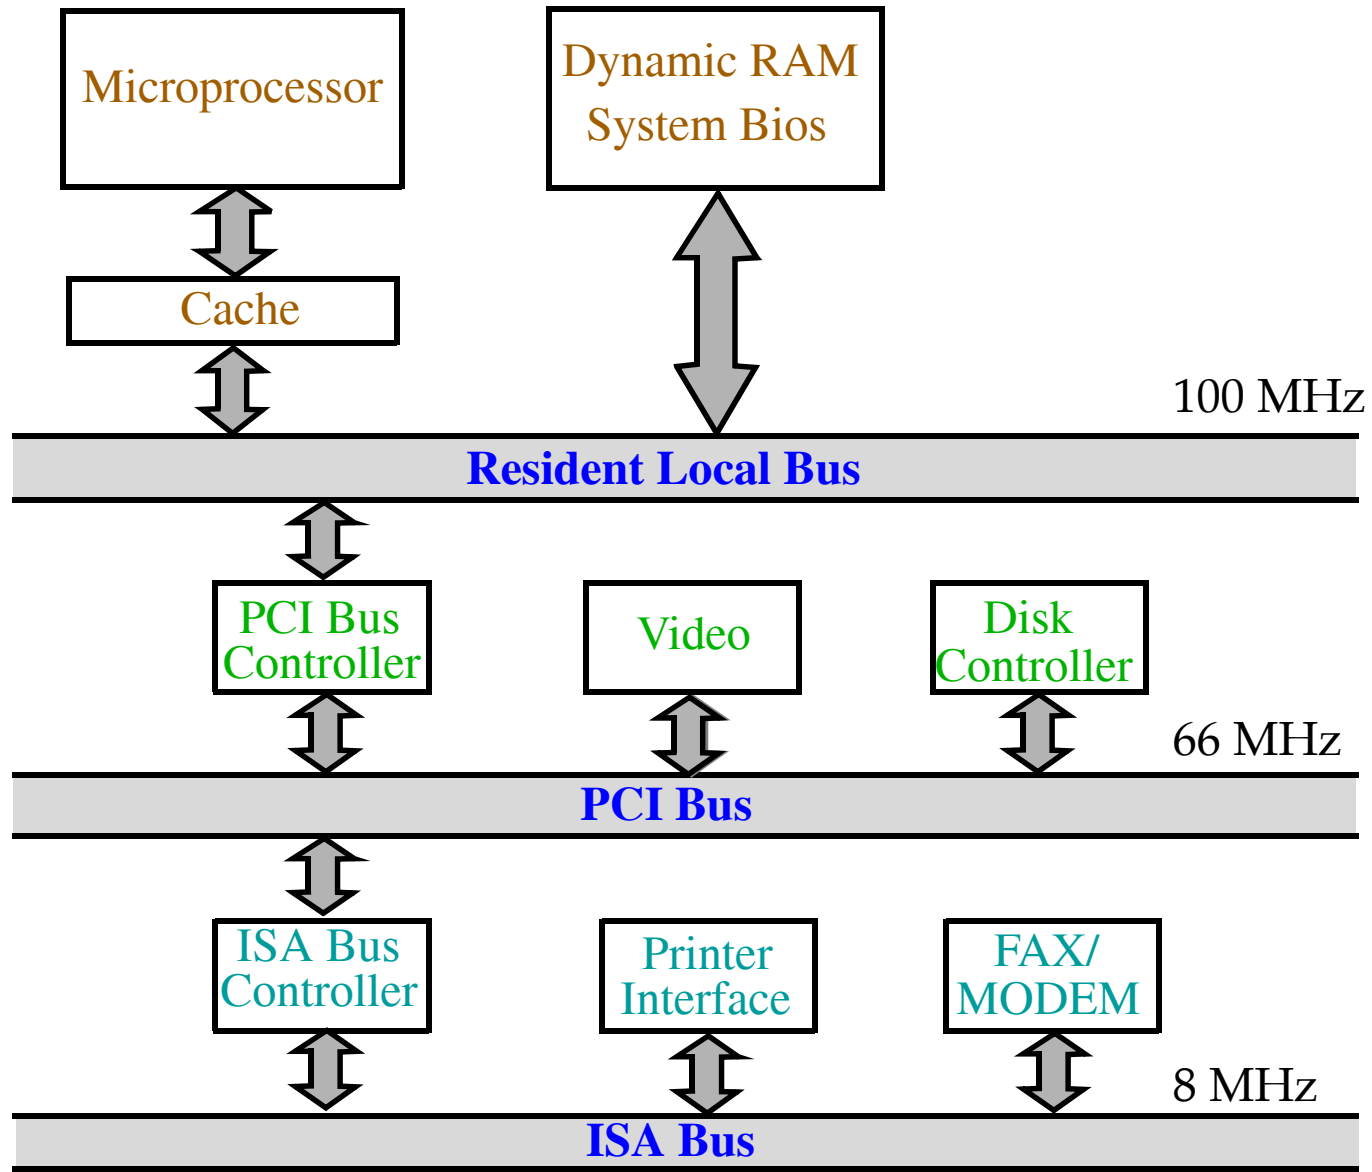 Microprocessor
Dynamic RAM
System Bios
Cache
100 MHz
Resident Local Bus
PCI Bus
Controller
Video
Disk
Controller
66 MHz
PCI Bus
ISA Bus
Controller
Printer
Interface
FAX/
MODEM
8 MHz
ISA Bus